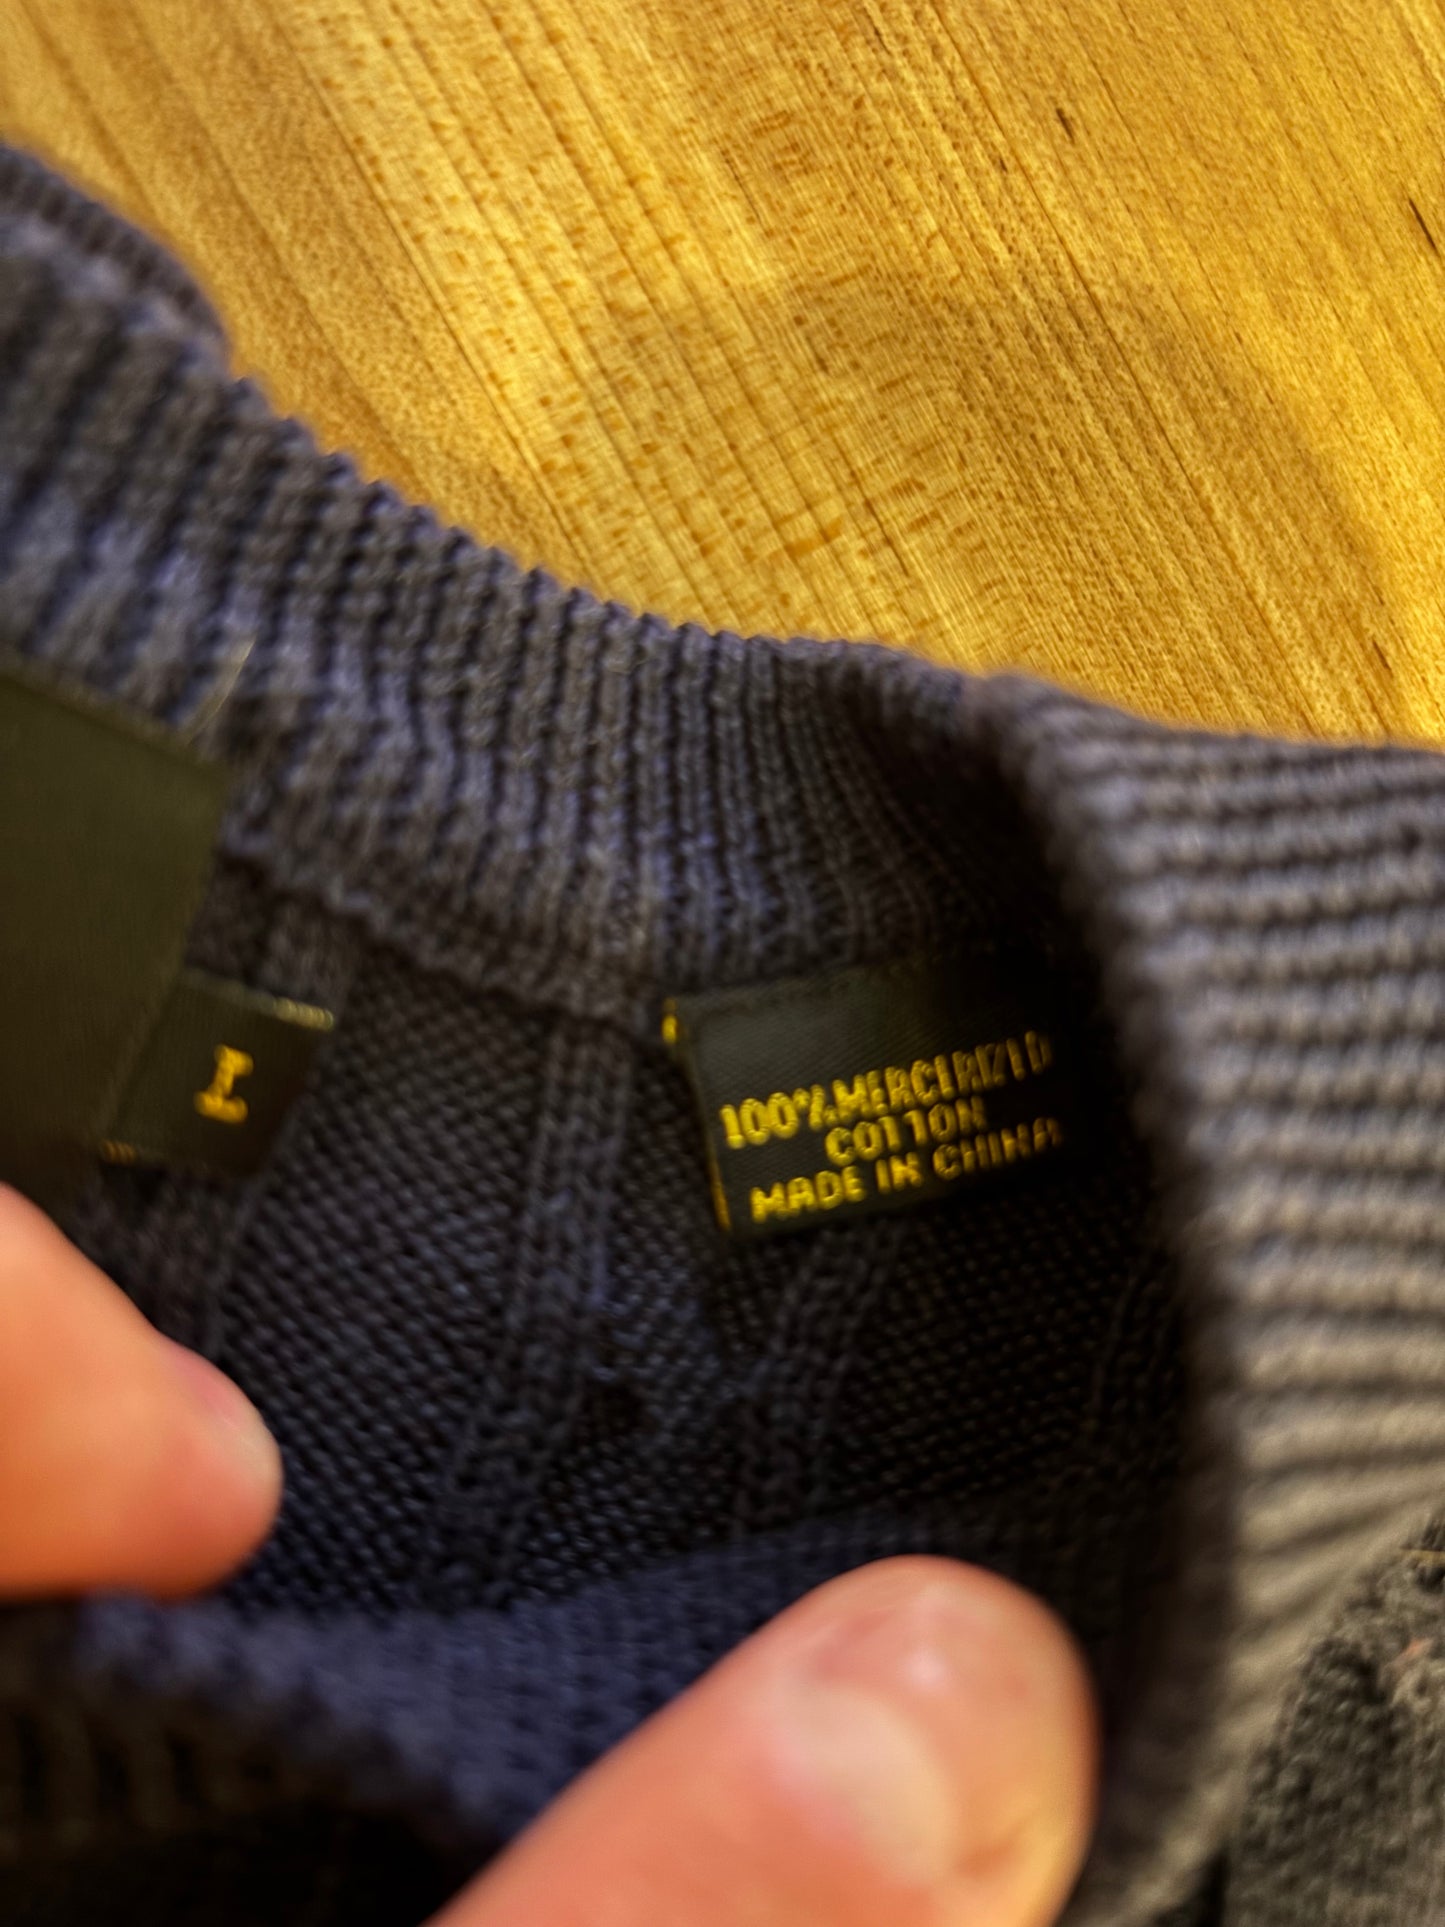 L
100% MERCERIZED
COTTON
MADE IN CHINA